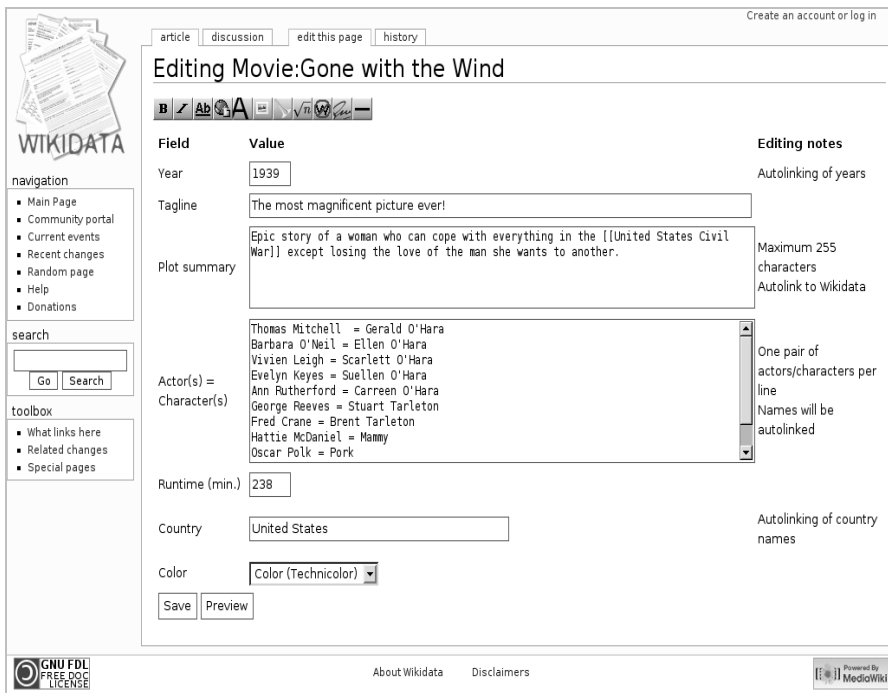 Create an account or log in
article discussion edit this page history
Editing Movie:Gone with the Wind
B I Ab A √n W
WIKIDATA
navigation
Main Page
Community portal
Current events
Recent changes
Random page
Help
Donations
search
Go Search
toolbox
What links here
Related changes
Special pages
Field Value Editing notes
Year 1939 Autolinking of years
Tagline The most magnificent picture ever!
Plot summary
Epic story of a woman who can cope with everything in the [[United States Civil
War]] except losing the love of the man she wants to another.
Maximum 255
characters
Autolink to Wikidata
Actor(s) =
Character(s)
Thomas Mitchell  = Gerald O'Hara
Barbara O'Neil = Ellen O'Hara
Vivien Leigh = Scarlett O'Hara
Evelyn Keyes = Suellen O'Hara
Ann Rutherford = Carreen O'Hara
George Reeves = Stuart Tarleton
Fred Crane = Brent Tarleton
Hattie McDaniel = Mammy
Oscar Polk = Pork
One pair of
actors/characters per
line
Names will be
autolinked
Runtime (min.) 238
Country United States
Autolinking of country
names
Color Color (Technicolor)
Save Preview
GNU FDL
FREE DOC
LICENSE
About Wikidata Disclaimers
Powered By
MediaWiki